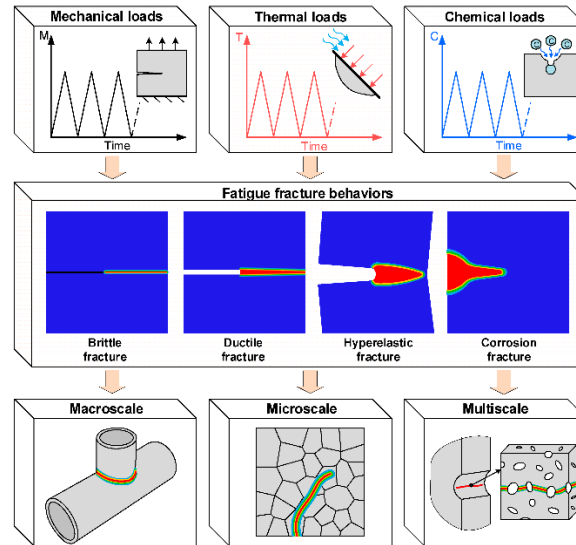 Mechanical loads
Thermal loads
Chemical loads
M
Time
T
Time
C
Time
C
C
C
C
Fatigue fracture behaviors
Brittle
fracture
Ductile
fracture
Hyperelastic
fracture
Corrosion
fracture
Macroscale
Microscale
Multiscale